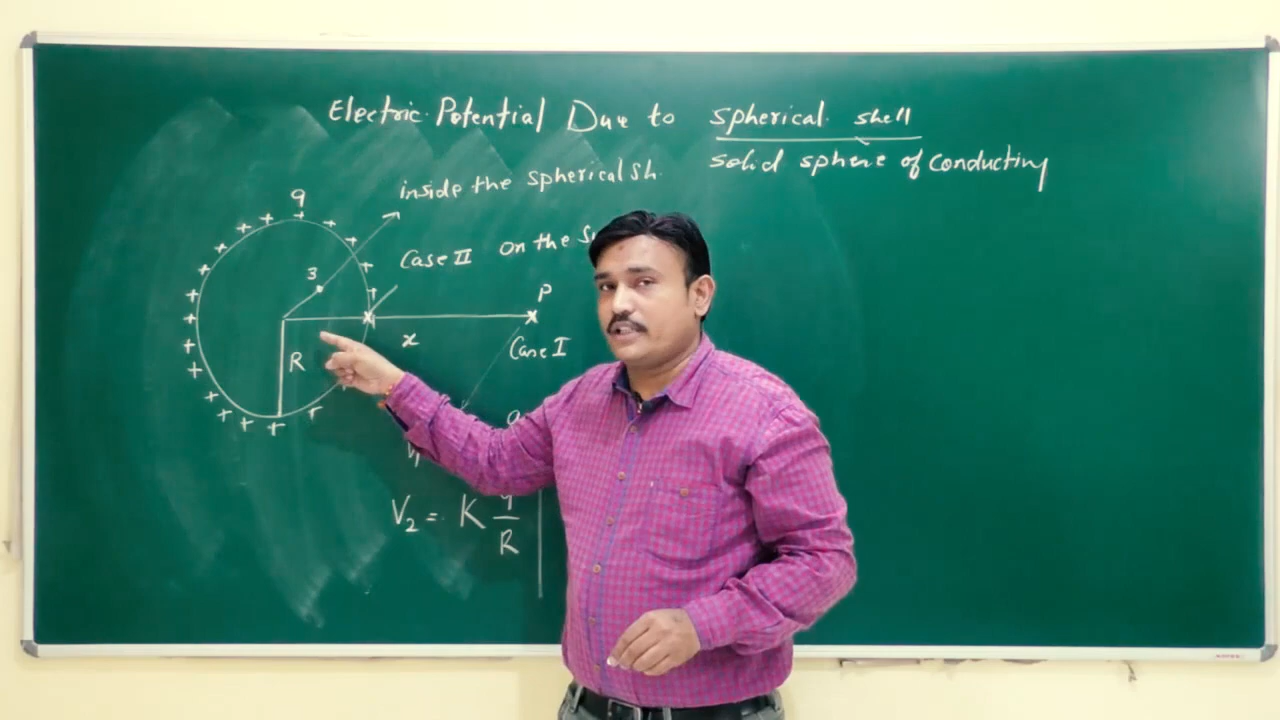 Electric Potential Due to spherical shell
solid sphere of conducting
inside the spherical sh
q
Case II on the
3
P
x
Case I
R
V₂ = K q/R